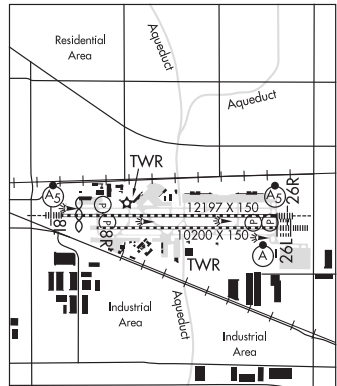 Residential
Area
Aqueduct
Aqueduct
TWR
A5
A5
26R
P
12197 X 150
8L
8R
P
P P
10200 X 150
26L
TWR
A
Industrial
Area
Aqueduct
Industrial
Area